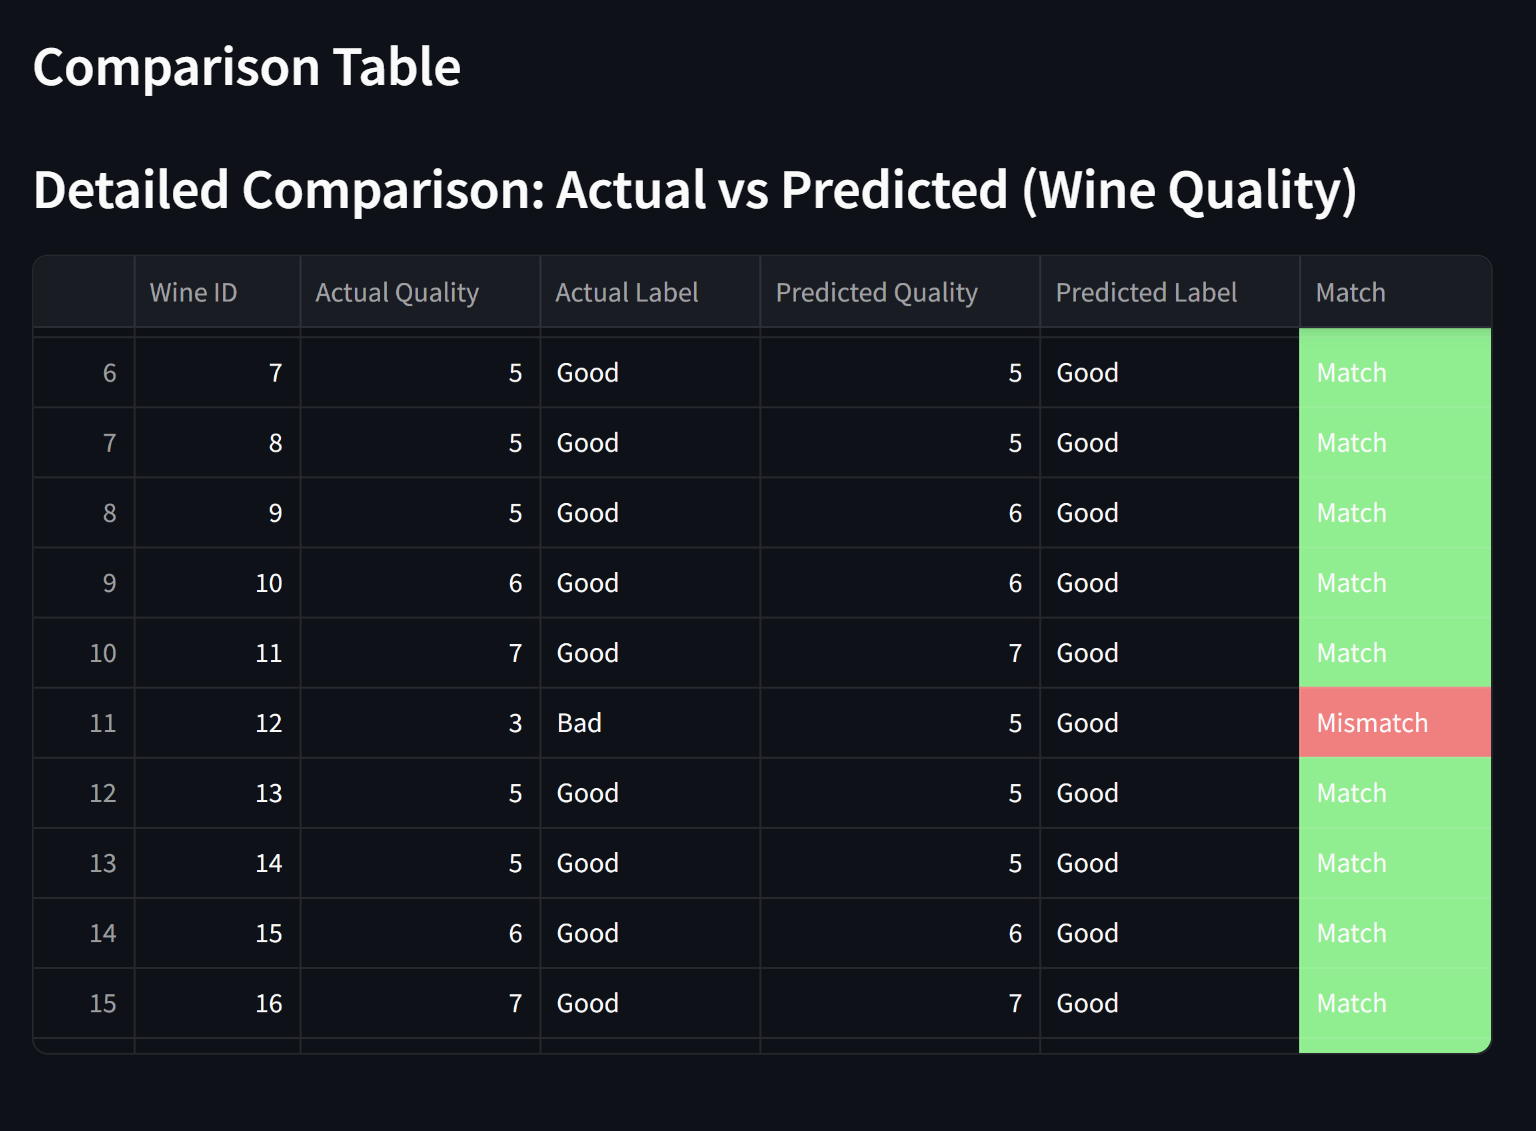 Comparison Table
Detailed Comparison: Actual vs Predicted (Wine Quality)
Wine ID Actual Quality Actual Label Predicted Quality Predicted Label Match
6 7 5 Good 5 Good Match
7 8 5 Good 5 Good Match
8 9 5 Good 6 Good Match
9 10 6 Good 6 Good Match
10 11 7 Good 7 Good Match
11 12 3 Bad 5 Good Mismatch
12 13 5 Good 5 Good Match
13 14 5 Good 5 Good Match
14 15 6 Good 6 Good Match
15 16 7 Good 7 Good Match